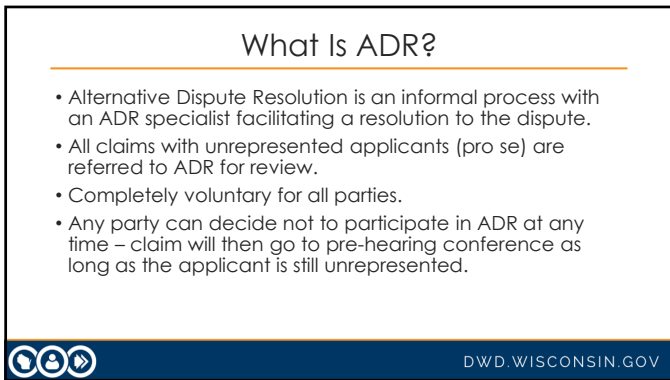 What Is ADR?
• Alternative Dispute Resolution is an informal process with
an ADR specialist facilitating a resolution to the dispute.
• All claims with unrepresented applicants (pro se) are
referred to ADR for review.
• Completely voluntary for all parties.
• Any party can decide not to participate in ADR at any
time – claim will then go to pre-hearing conference as
long as the applicant is still unrepresented.
DWD.WISCONSIN.GOV